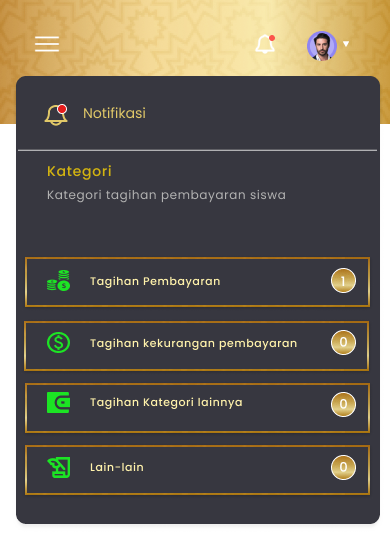 Notifikasi
Kategori
Kategori tagihan pembayaran siswa
Tagihan Pembayaran 1
Tagihan kekurangan pembayaran 0
Tagihan Kategori lainnya 0
Lain-lain 0